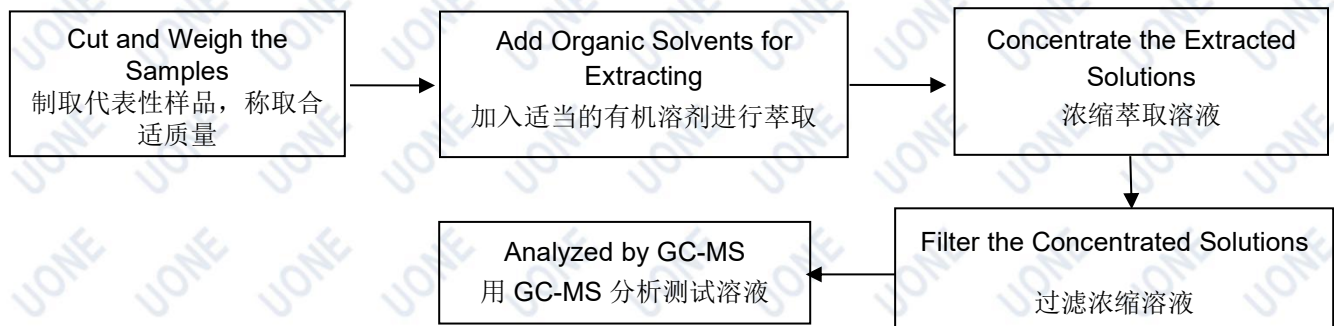 Cut and Weigh the
Samples
制取代表性样品，称取合
适质量
Add Organic Solvents for
Extracting
加入适当的有机溶剂进行萃取
Concentrate the Extracted
Solutions
浓缩萃取溶液
Filter the Concentrated Solutions
过滤浓缩溶液
Analyzed by GC-MS
用 GC-MS 分析测试溶液
UONE